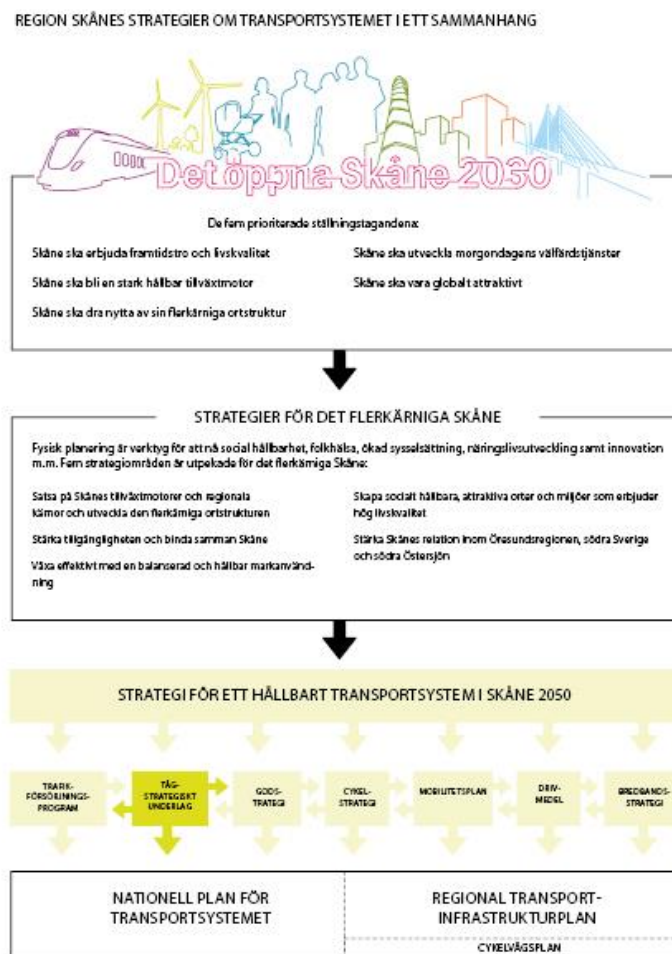 REGION SKÅNES STRATEGIER OM TRANSPORTSYSTEMET I ETT SAMMANHANG
Det öppna Skåne 2030
De fem prioriterade ställningstagandena:
Skåne ska erbjuda framtidstro och livskvalitet
Skåne ska bli en stark hållbar tillväxtmotor
Skåne ska dra nytta av sin flerkärniga ortstruktur
Skåne ska utveckla morgondagens välfärdstjänster
Skåne ska vara globalt attraktivt
STRATEGIER FÖR DET FLERKÄRNIGA SKÅNE
Fysisk planering är verktyg för att nå social hållbarhet, folkhälsa, ökad sysselsättning, näringslivsutveckling samt innovation
m.m. Fem strategiområden är utpekade för det flerkärniga Skåne:
Satsa på Skånes tillväxtmotorer och regionala
kärnor och utveckla den flerkärniga ortstrukturen
Stärka tillgängligheten och binda samman Skåne
Växa effektivt med en balanserad och hållbar markanvänd-
ning
Skapa socialt hållbara, attraktiva orter och miljöer som erbjuder
hög livskvalitet
Stärka Skånes relation inom Öresundsregionen, södra Sverige
och södra Östersjön
STRATEGI FÖR ETT HÅLLBART TRANSPORTSYSTEM I SKÅNE 2050
TRAFIK-
FÖRSÖRJNINGS-
PROGRAM
TÅG-
STRATEGISKT
UNDERLAG
GODS-
TRATEGI
CYKEL-
STRATEGI
MOBILITETSPLAN
DRIV-
MEDEL
BREDBANDS-
STRATEGI
NATIONELL PLAN FÖR
TRANSPORTSYSTEMET
REGIONAL TRANSPORT-
INFRASTRUKTURPLAN
CYKELVÄGSPLAN